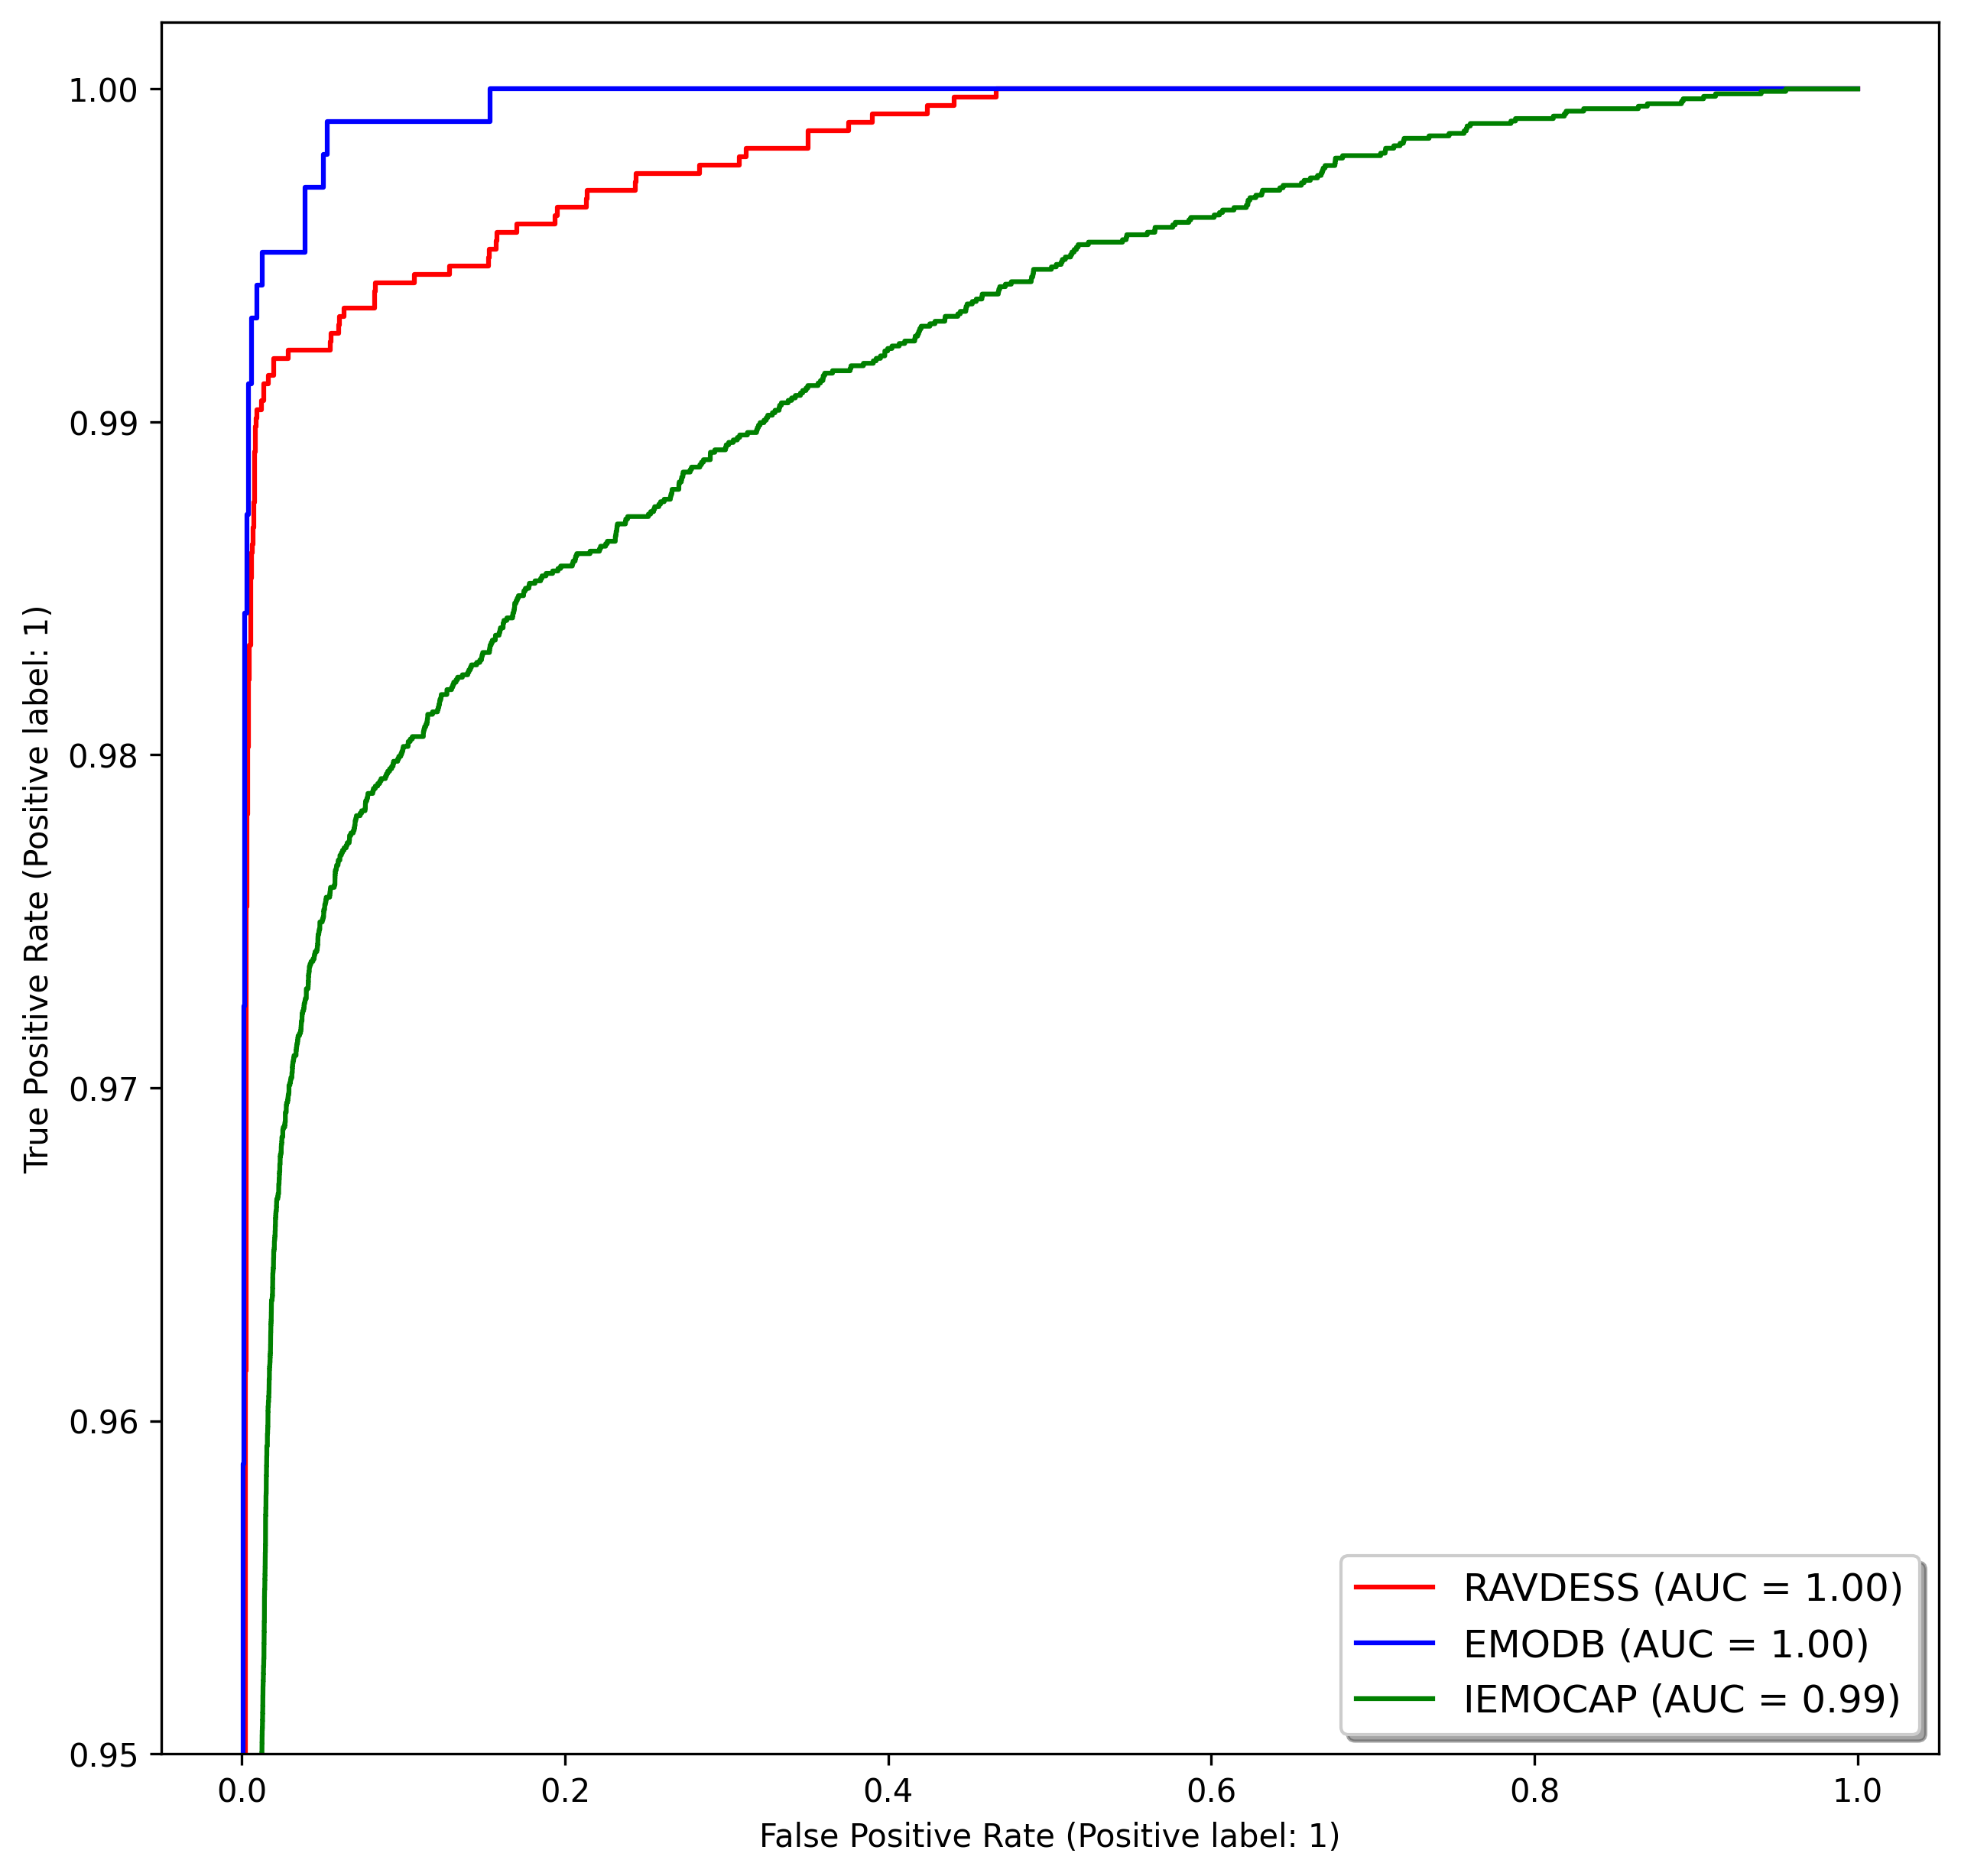 1.00
0.99
0.98
0.97
0.96
0.95
True Positive Rate (Positive label: 1)
RAVDESS (AUC = 1.00)
EMODB (AUC = 1.00)
IEMOCAP (AUC = 0.99)
0.0 0.2 0.4 0.6 0.8 1.0
False Positive Rate (Positive label: 1)